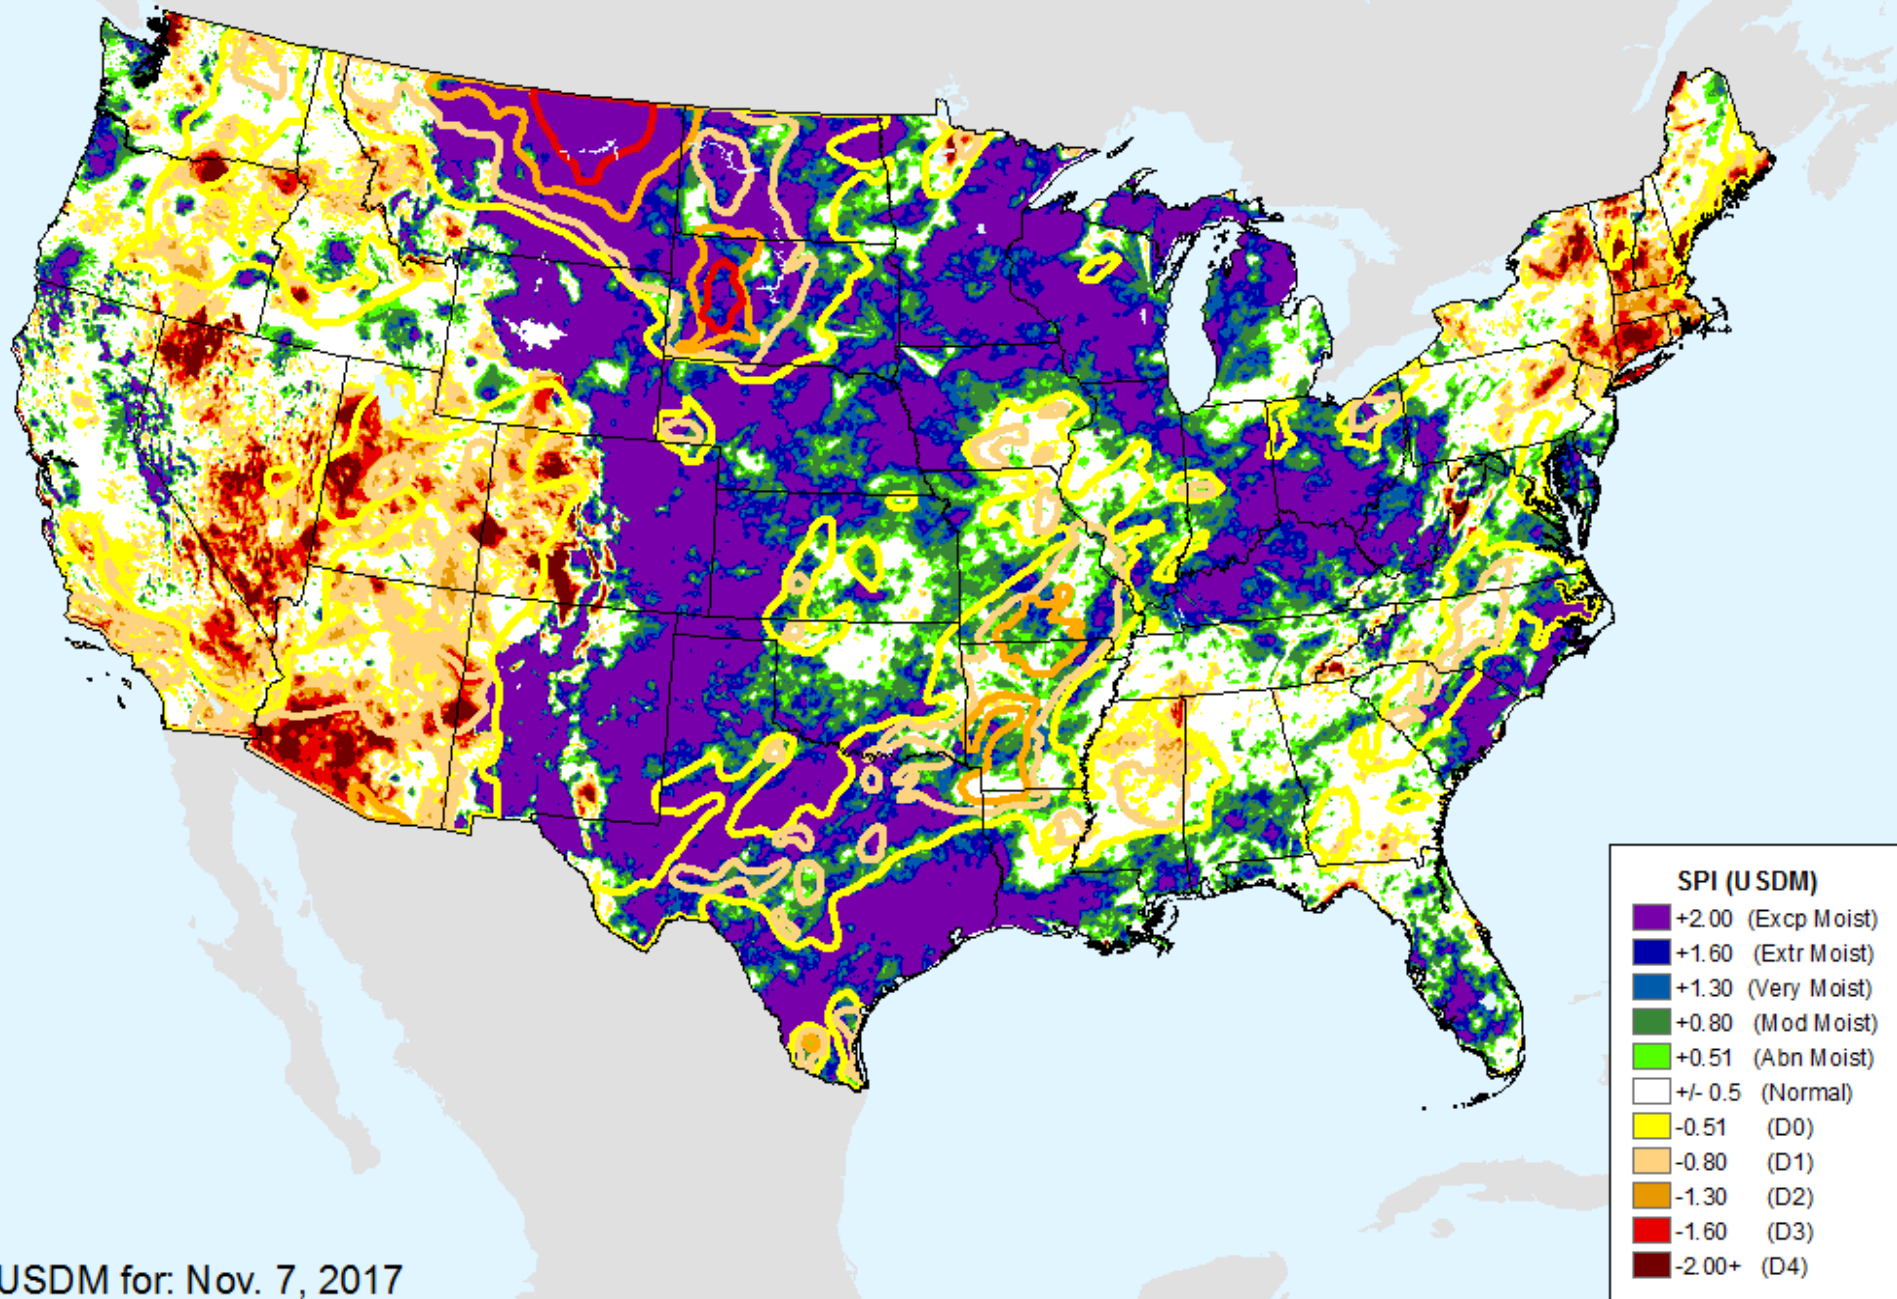 SPI (USDM)
+2.00 (Excp Moist)
+1.60 (Extr Moist)
+1.30 (Very Moist)
+0.80 (Mod Moist)
+0.51 (Abn Moist)
+/- 0.5 (Normal)
-0.51 (D0)
-0.80 (D1)
-1.30 (D2)
-1.60 (D3)
-2.00+ (D4)
USDM for: Nov. 7, 2017